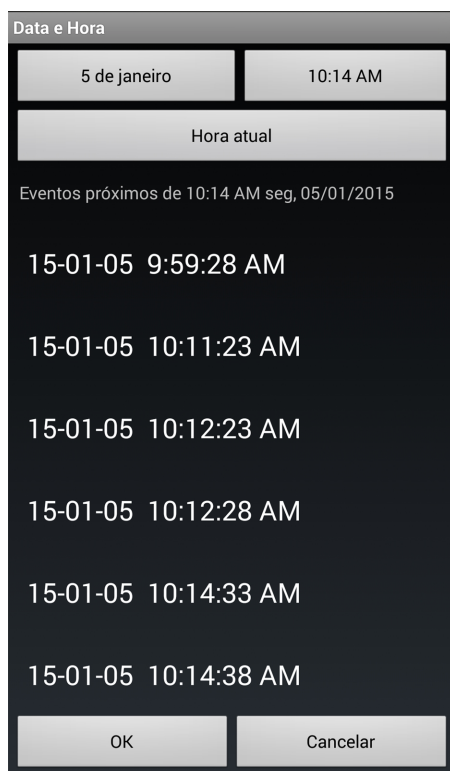 Data e Hora
5 de janeiro
10:14 AM
Hora atual
Eventos próximos de 10:14 AM seg, 05/01/2015
15-01-05 9:59:28 AM
15-01-05 10:11:23 AM
15-01-05 10:12:23 AM
15-01-05 10:12:28 AM
15-01-05 10:14:33 AM
15-01-05 10:14:38 AM
OK
Cancelar